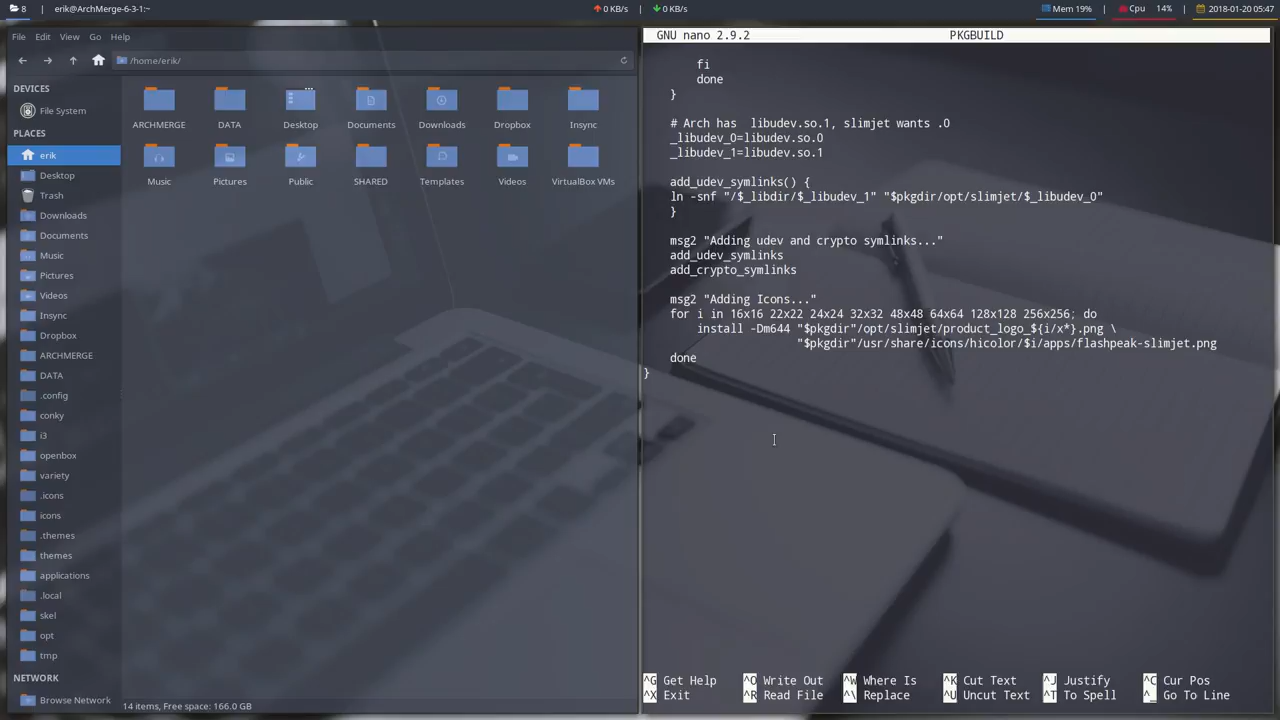 8 erik@ArchMerge-6-3-1:~ 0 KB/s 0 KB/s Mem 19% Cpu 14% 2018-01-20 05:47
File Edit View Go Help
/home/erik/
DEVICES
File System
PLACES
erik
Desktop
Trash
Downloads
Documents
Music
Pictures
Videos
Insync
Dropbox
ARCHMERGE
DATA
.config
conky
i3
openbox
variety
.icons
icons
.themes
themes
applications
.local
skel
opt
tmp
NETWORK
Browse Network
ARCHMERGE DATA Desktop Documents Downloads Dropbox Insync
Music Pictures Public SHARED Templates Videos VirtualBox VMs
14 items, Free space: 166.0 GB
GNU nano 2.9.2 PKGBUILD
fi
done
}
# Arch has  libudev.so.1, slimjet wants .0
_libudev_0=libudev.so.0
_libudev_1=libudev.so.1
add_udev_symlinks() {
ln -snf "/$_libdir/$_libudev_1" "$pkgdir/opt/slimjet/$_libudev_0"
}
msg2 "Adding udev and crypto symlinks..."
add_udev_symlinks
add_crypto_symlinks
msg2 "Adding Icons..."
for i in 16x16 22x22 24x24 32x32 48x48 64x64 128x128 256x256; do
install -Dm644 "$pkgdir"/opt/slimjet/product_logo_${i/x*}.png \
"$pkgdir"/usr/share/icons/hicolor/$i/apps/flashpeak-slimjet.png
done
}
^G Get Help ^O Write Out ^W Where Is ^K Cut Text ^J Justify ^C Cur Pos
^X Exit ^R Read File ^\ Replace ^U Uncut Text ^T To Spell ^_ Go To Line